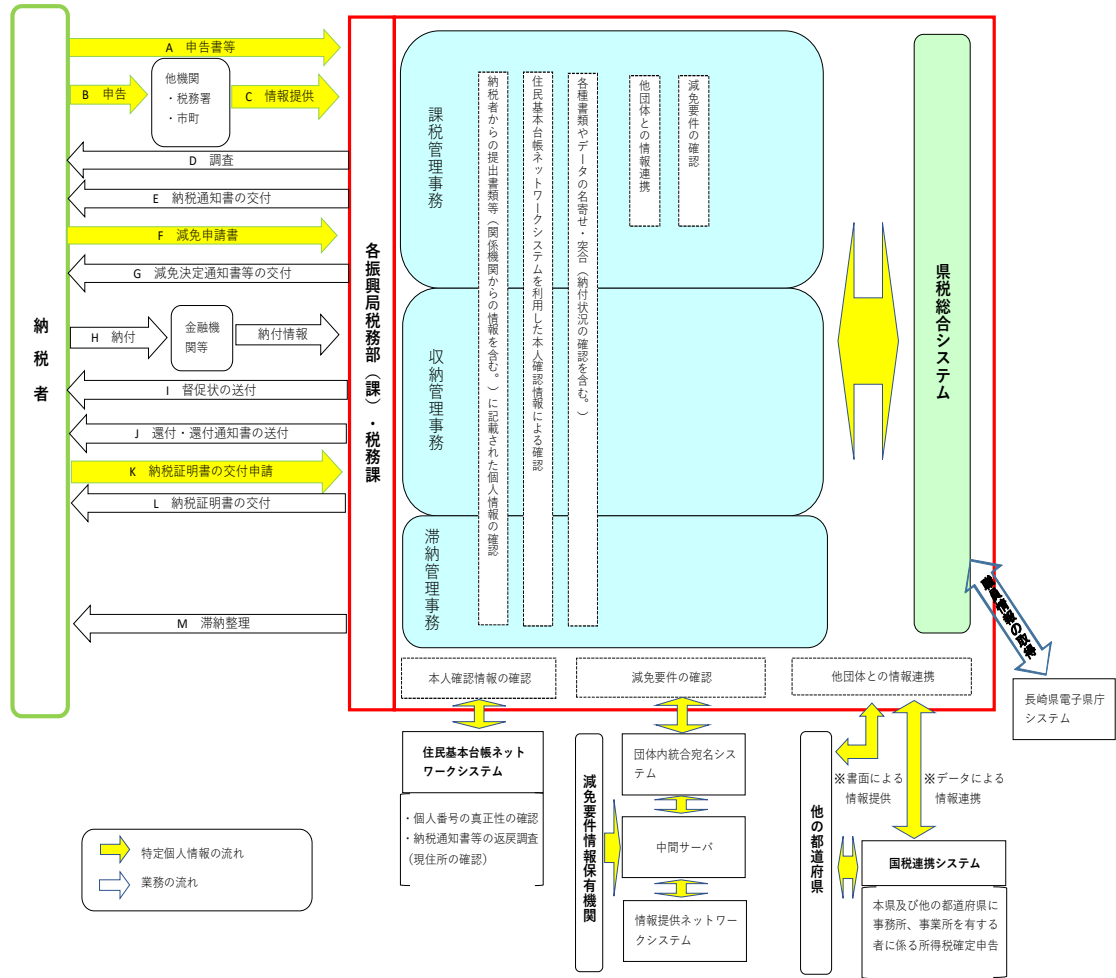 納税者
A 申告書等
B 申告
他機関
・税務署
・市町
C 情報提供
D 調査
E 納税通知書の交付
F 減免申請書
G 減免決定通知書等の交付
H 納付
金融機
関等
納付情報
I 督促状の送付
J 還付・還付通知書の送付
K 納税証明書の交付申請
L 納税証明書の交付
M 滞納整理
各振興局税務部（課）・税務課
課税管理事務
収納管理事務
滞納管理事務
納税者からの提出書類等（関係機関からの情報を含む。）に記載された個人情報の確認
住民基本台帳ネットワークシステムを利用した本人確認情報による確認
各種書類やデータの名寄せ・突合（納付状況の確認を含む。）
他団体との情報連携
減免要件の確認
県税総合システム
職員情報の取得
長崎県電子県庁
システム
本人確認情報の確認
減免要件の確認
他団体との情報連携
住民基本台帳ネット
ワークシステム
・個人番号の真正性の確認
・納税通知書等の返戻調査
（現住所の確認）
減免要件情報保有機関
団体内統合宛名シス
テム
中間サーバ
情報提供ネットワー
クシステム
他の都道府県
※書面による
情報提供
※データによる
情報連携
国税連携システム
本県及び他の都道府県に
事務所、事業所を有する
者に係る所得税確定申告
特定個人情報の流れ
業務の流れ